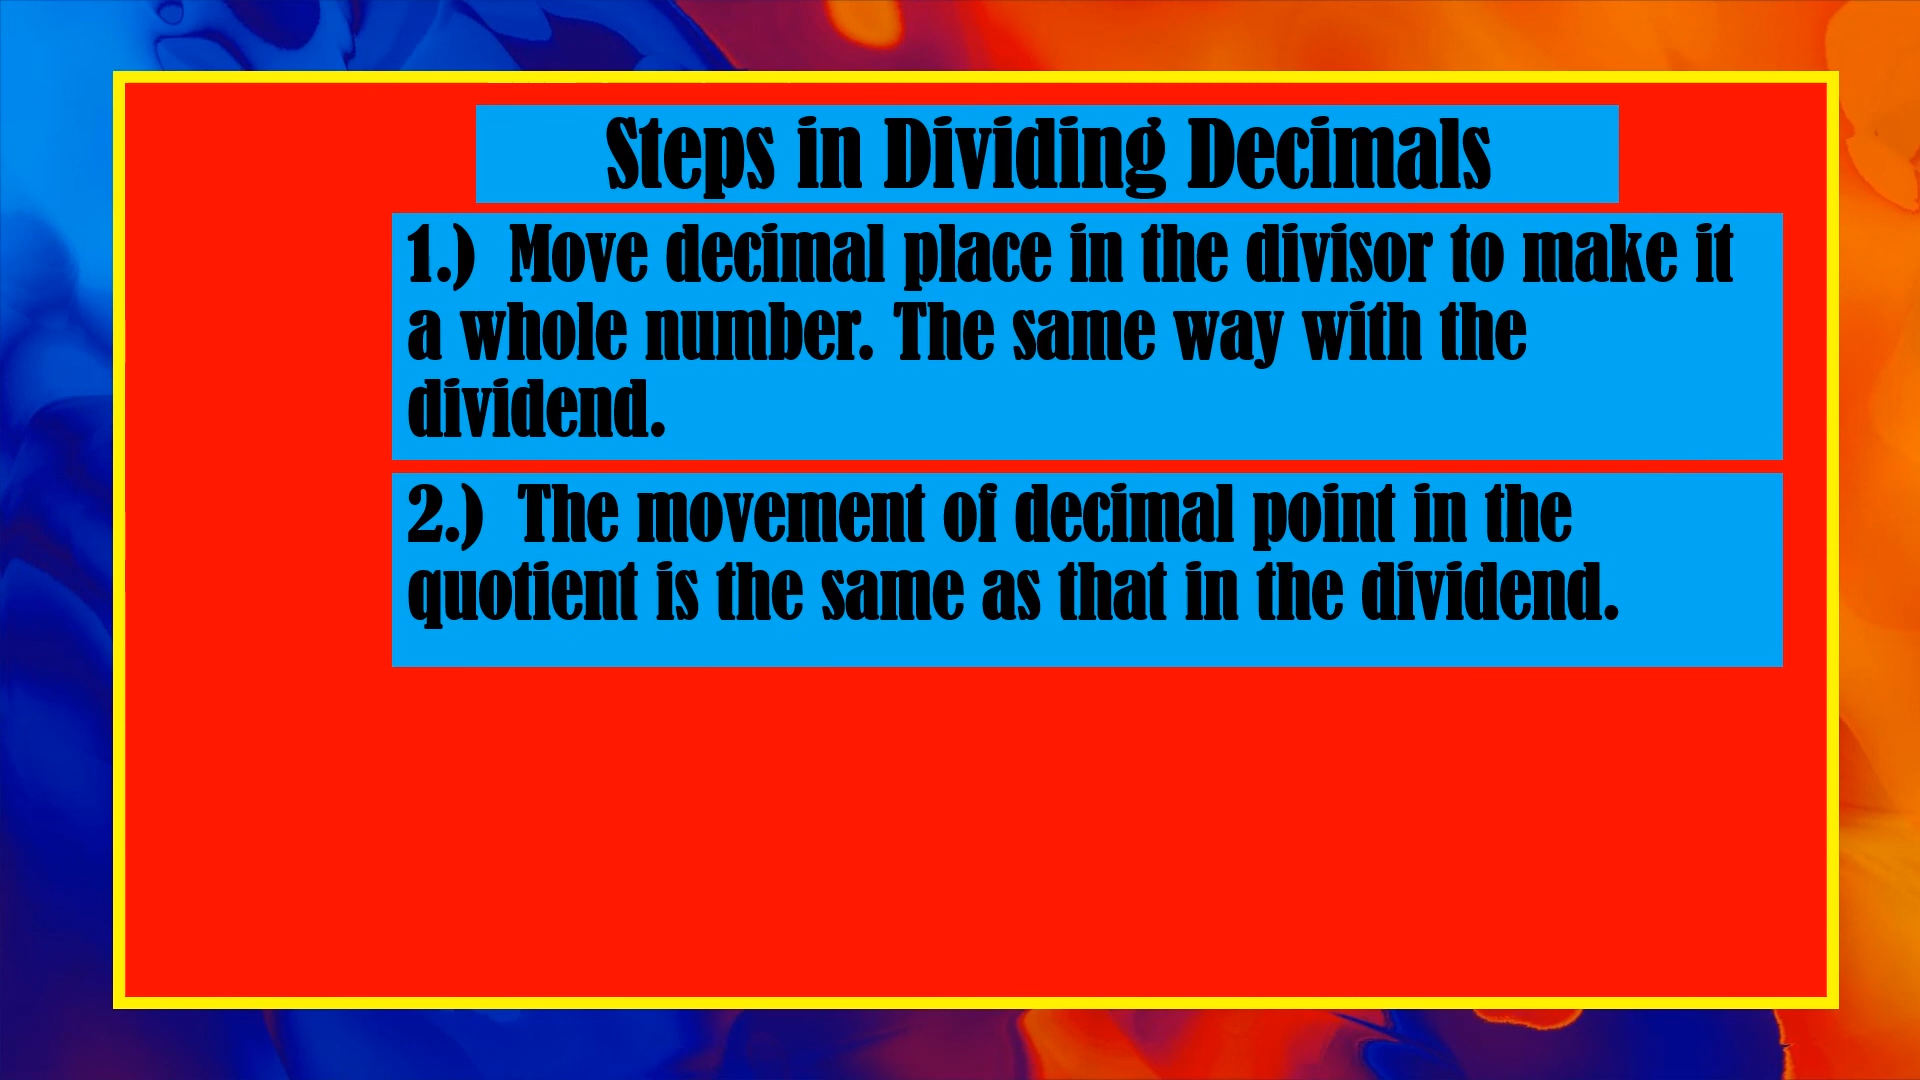 Steps in Dividing Decimals
1.) Move decimal place in the divisor to make it
a whole number. The same way with the
dividend.
2.) The movement of decimal point in the
quotient is the same as that in the dividend.